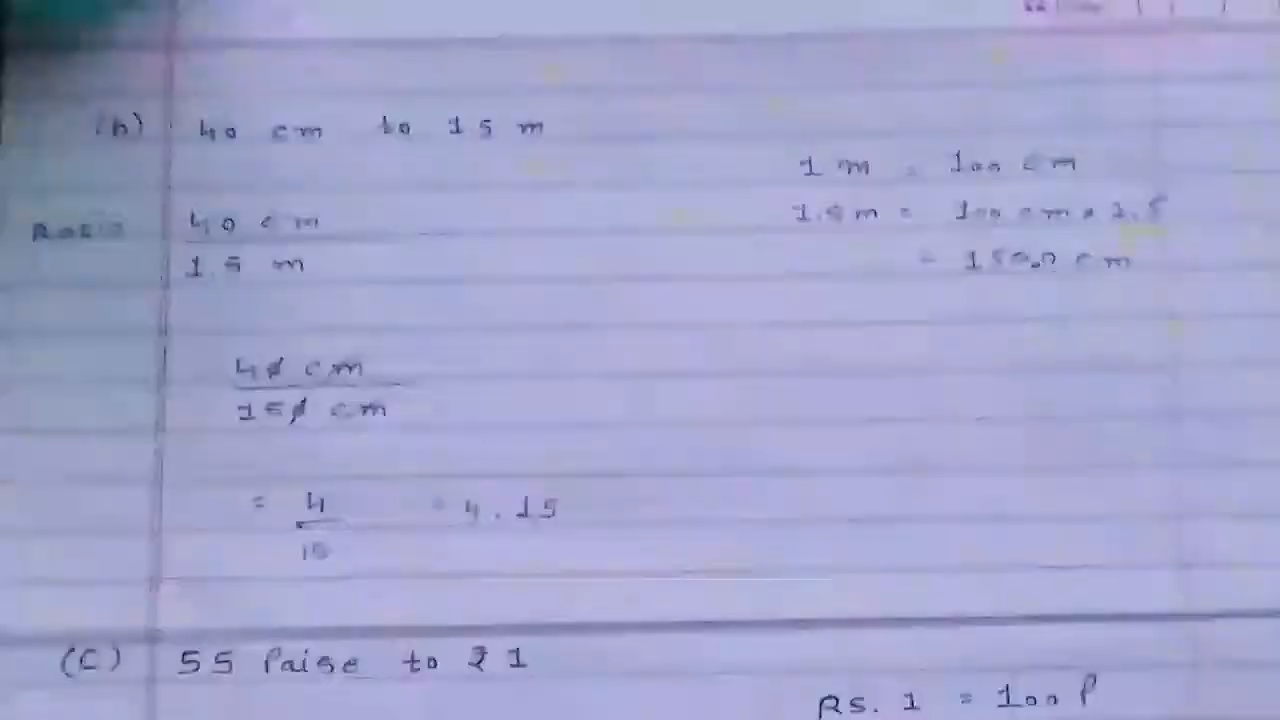 (b) 40 cm to 1.5 m
1 m = 100 cm
Ratio 40 cm
1.5 m
1.5 m = 100 cm × 1.5
= 150.0 cm
40 cm
150 cm
= 4 = 4 : 15
15
(C) 55 Paise to ₹ 1
RS. 1 = 100 P